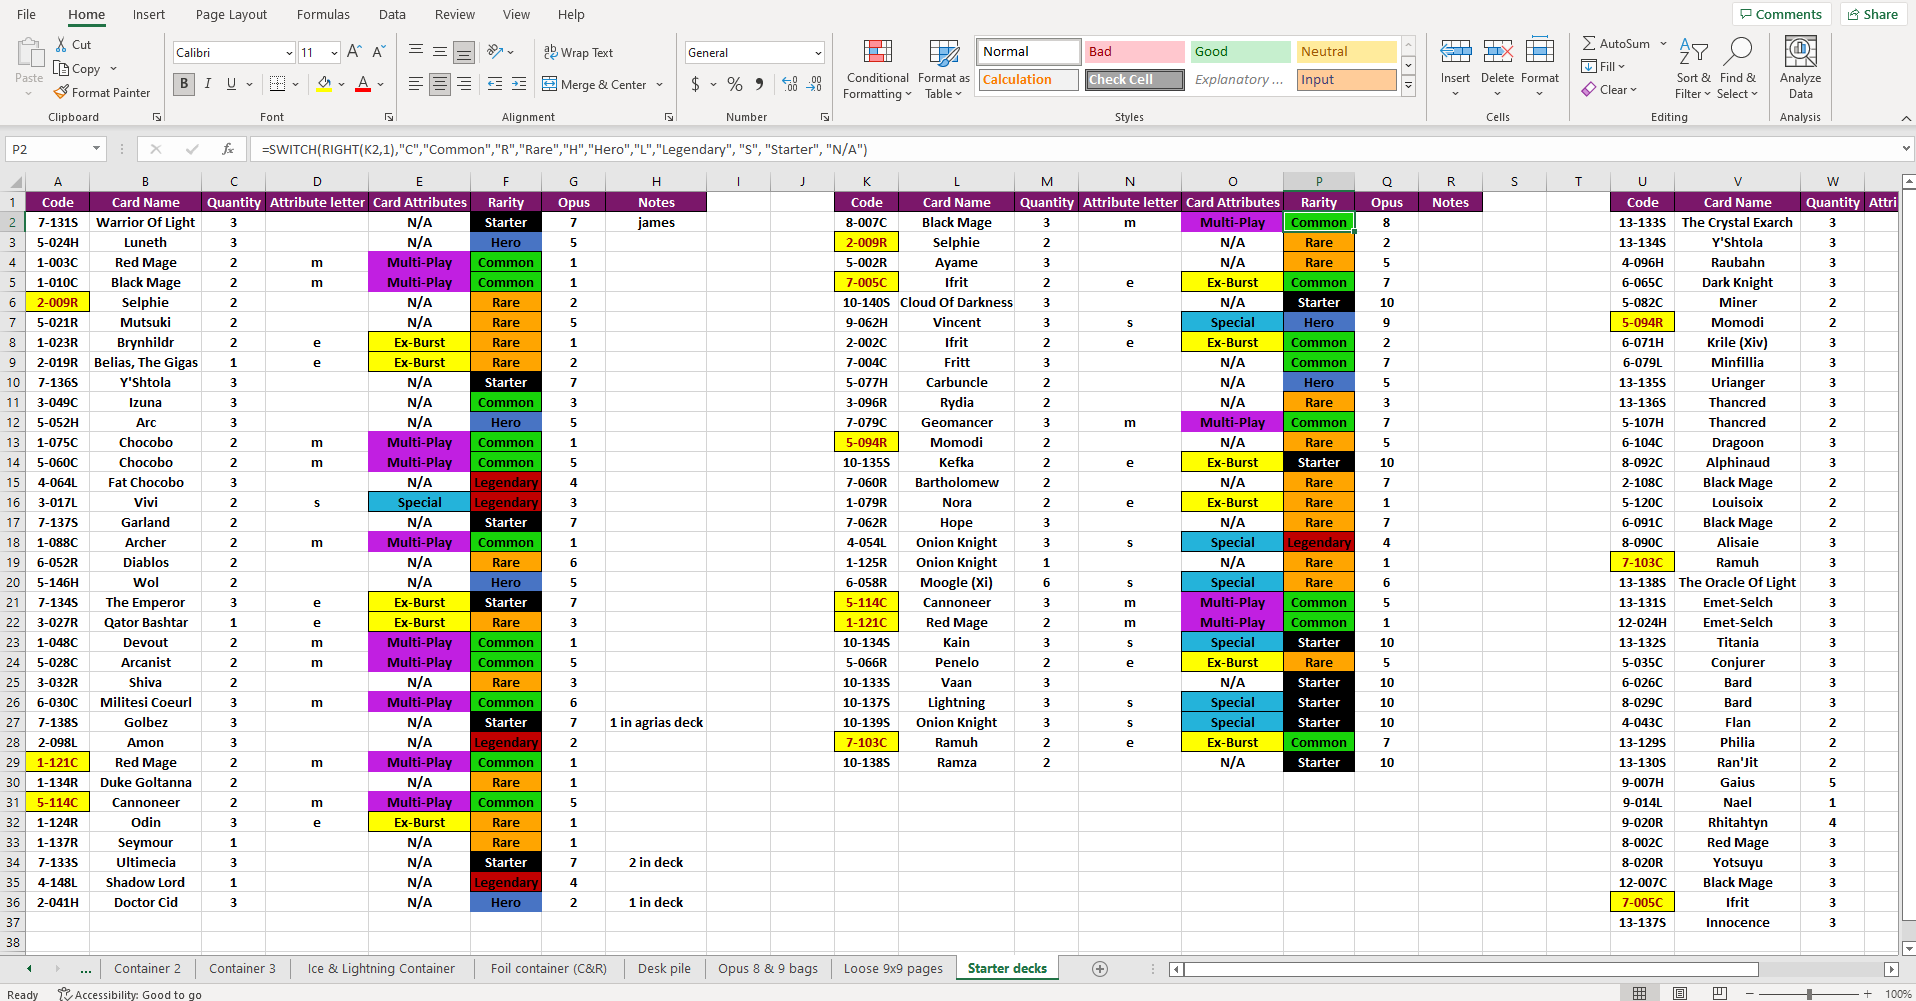 File Home Insert Page Layout Formulas Data Review View Help Comments Share
Paste Cut Copy Format Painter Clipboard
Calibri 11 A A B I U A Font
ab Wrap Text Merge & Center Alignment
General $ % 9 .00 .00 Number
Conditional Formatting Format as Table
Normal Bad Good Neutral
Calculation Check Cell Explanatory ... Input
Styles
Insert Delete Format Cells
AutoSum Fill Clear Sort & Filter Find & Select Editing
Analyze Data Analysis
P2 fx =SWITCH(RIGHT(K2,1),"C","Common","R","Rare","H","Hero","L","Legendary", "S", "Starter", "N/A")
A B C D E F G H I J K L M N O P Q R S T U V W
1 Code Card Name Quantity Attribute letter Card Attributes Rarity Opus Notes Code Card Name Quantity Attribute letter Card Attributes Rarity Opus Notes Code Card Name Quantity Attri
2 7-131S Warrior Of Light 3 N/A Starter 7 james 8-007C Black Mage 3 m Multi-Play Common 8 13-133S The Crystal Exarch 3
3 5-024H Luneth 3 N/A Hero 5 2-009R Selphie 2 N/A Rare 2 13-134S Y'Shtola 3
4 1-003C Red Mage 2 m Multi-Play Common 1 5-002R Ayame 3 N/A Rare 5 4-096H Raubahn 3
5 1-010C Black Mage 2 m Multi-Play Common 1 7-005C Ifrit 2 e Ex-Burst Common 7 6-065C Dark Knight 3
6 2-009R Selphie 2 N/A Rare 2 10-140S Cloud Of Darkness 3 N/A Starter 10 5-082C Miner 2
7 5-021R Mutsuki 2 N/A Rare 5 9-062H Vincent 3 s Special Hero 9 5-094R Momodi 2
8 1-023R Brynhildr 2 e Ex-Burst Rare 1 2-002C Ifrit 2 e Ex-Burst Common 2 6-071H Krile (Xiv) 3
9 2-019R Belias, The Gigas 1 e Ex-Burst Rare 2 7-004C Fritt 3 N/A Common 7 6-079L Minfillia 3
10 7-136S Y'Shtola 3 N/A Starter 7 5-077H Carbuncle 2 N/A Hero 5 13-135S Urianger 3
11 3-049C Izuna 3 N/A Common 3 3-096R Rydia 2 N/A Rare 3 13-136S Thancred 3
12 5-052H Arc 3 N/A Hero 5 7-079C Geomancer 3 m Multi-Play Common 7 5-107H Thancred 2
13 1-075C Chocobo 2 m Multi-Play Common 1 5-094R Momodi 2 N/A Rare 5 6-104C Dragoon 3
14 5-060C Chocobo 2 m Multi-Play Common 5 10-135S Kefka 2 e Ex-Burst Starter 10 8-092C Alphinaud 3
15 4-064L Fat Chocobo 3 N/A Legendary 4 7-060R Bartholomew 2 N/A Rare 7 2-108C Black Mage 2
16 3-017L Vivi 2 s Special Legendary 3 1-079R Nora 2 e Ex-Burst Rare 1 5-120C Louisoix 2
17 7-137S Garland 2 N/A Starter 7 7-062R Hope 3 N/A Rare 7 6-091C Black Mage 2
18 1-088C Archer 2 m Multi-Play Common 1 4-054L Onion Knight 3 s Special Legendary 4 8-090C Alisaie 3
19 6-052R Diablos 2 N/A Rare 6 1-125R Onion Knight 1 N/A Rare 1 7-103C Ramuh 3
20 5-146H Wol 2 N/A Hero 5 6-058R Moogle (Xi) 6 s Special Rare 6 13-138S The Oracle Of Light 3
21 7-134S The Emperor 3 e Ex-Burst Starter 7 5-114C Cannoneer 3 m Multi-Play Common 5 13-131S Emet-Selch 3
22 3-027R Qator Bashtar 1 e Ex-Burst Rare 3 1-121C Red Mage 2 m Multi-Play Common 1 12-024H Emet-Selch 3
23 1-048C Devout 2 m Multi-Play Common 1 10-134S Kain 3 s Special Starter 10 13-132S Titania 3
24 5-028C Arcanist 2 m Multi-Play Common 5 5-066R Penelo 2 e Ex-Burst Rare 5 5-035C Conjurer 3
25 3-032R Shiva 2 N/A Rare 3 10-133S Vaan 3 N/A Starter 10 6-026C Bard 3
26 6-030C Militesi Coeurl 3 m Multi-Play Common 6 10-137S Lightning 3 s Special Starter 10 8-029C Bard 3
27 7-138S Golbez 3 N/A Starter 7 1 in agrias deck 10-139S Onion Knight 3 s Special Starter 10 4-043C Flan 2
28 2-098L Amon 3 N/A Legendary 2 7-103C Ramuh 2 e Ex-Burst Common 7 13-129S Philia 2
29 1-121C Red Mage 2 m Multi-Play Common 1 10-138S Ramza 2 N/A Starter 10 13-130S Ran'Jit 2
30 1-134R Duke Goltanna 2 N/A Rare 1 9-007H Gaius 5
31 5-114C Cannoneer 2 m Multi-Play Common 5 9-014L Nael 1
32 1-124R Odin 3 e Ex-Burst Rare 1 9-020R Rhitahtyn 4
33 1-137R Seymour 1 N/A Rare 1 8-002C Red Mage 3
34 7-133S Ultimecia 3 N/A Starter 7 2 in deck 8-020R Yotsuyu 3
35 4-148L Shadow Lord 1 N/A Legendary 4 12-007C Black Mage 3
36 2-041H Doctor Cid 3 N/A Hero 2 1 in deck 7-005C Ifrit 3
37 13-137S Innocence 3
38
... Container 2 Container 3 Ice & Lightning Container Foil container (C&R) Desk pile Opus 8 & 9 bags Loose 9x9 pages Starter decks
Ready Accessibility: Good to go 100%